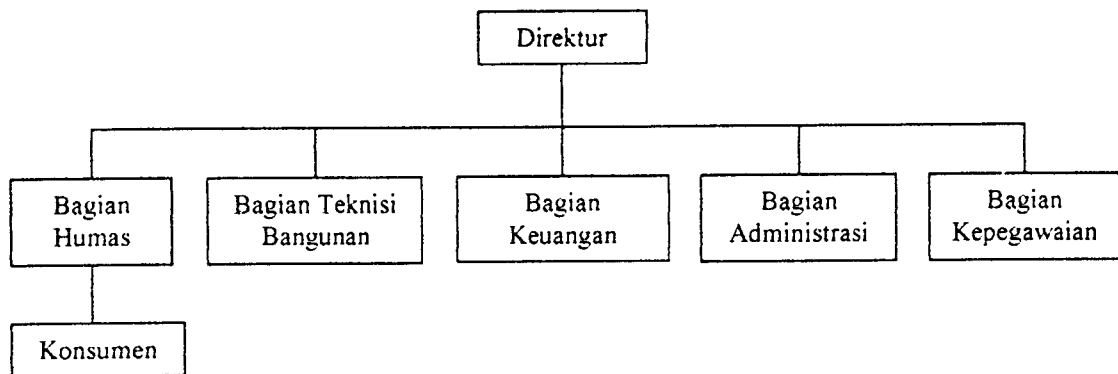 Direktur
Bagian
Humas
Bagian Teknisi
Bangunan
Bagian
Keuangan
Bagian
Administrasi
Bagian
Kepegawaian
Konsumen